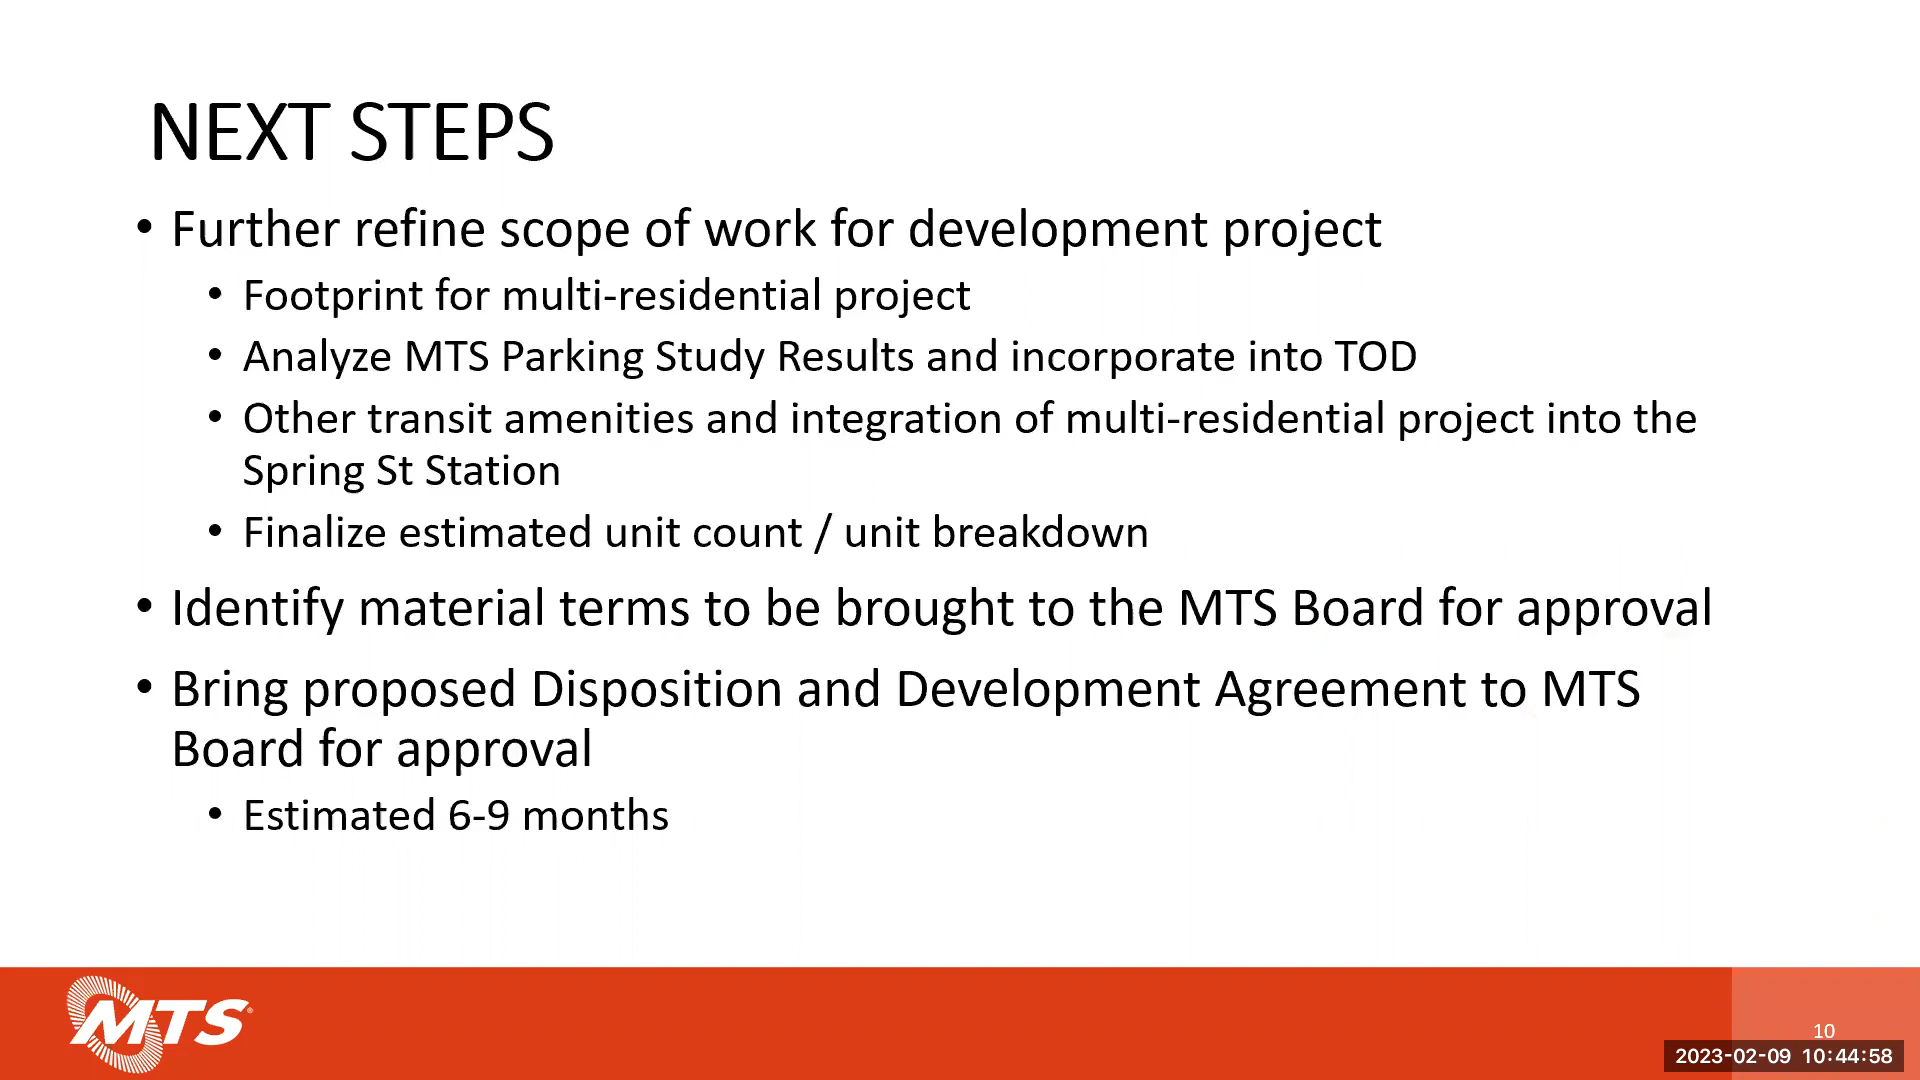 NEXT STEPS
• Further refine scope of work for development project
• Footprint for multi-residential project
• Analyze MTS Parking Study Results and incorporate into TOD
• Other transit amenities and integration of multi-residential project into the
Spring St Station
• Finalize estimated unit count / unit breakdown
• Identify material terms to be brought to the MTS Board for approval
• Bring proposed Disposition and Development Agreement to MTS
Board for approval
• Estimated 6-9 months
MTS®
10
2023-02-09 10:44:58